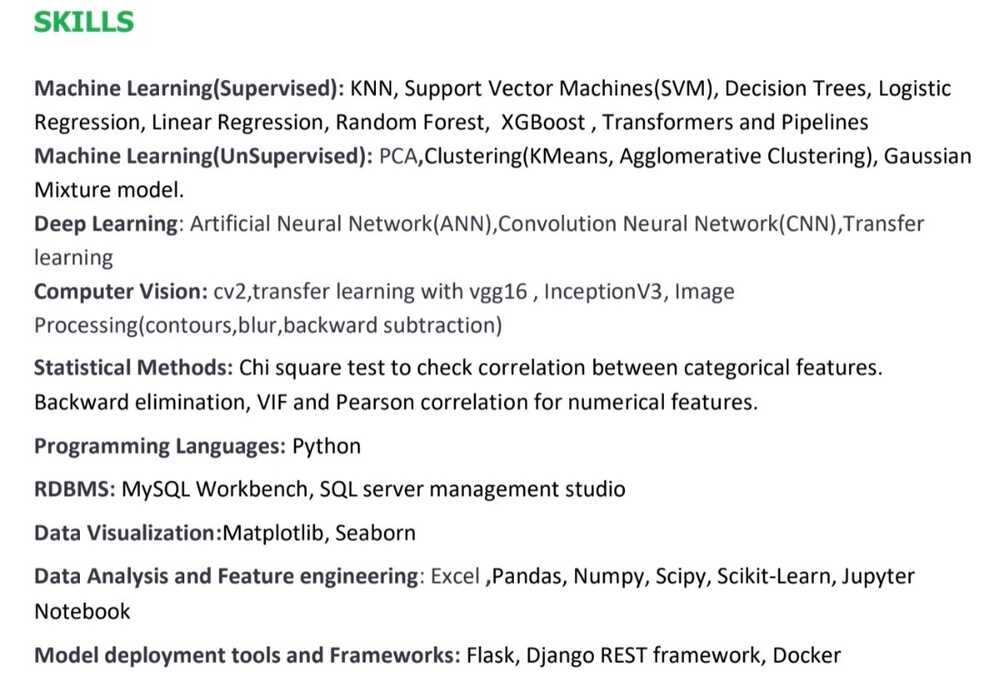 SKILLS
Machine Learning(Supervised): KNN, Support Vector Machines(SVM), Decision Trees, Logistic
Regression, Linear Regression, Random Forest,  XGBoost , Transformers and Pipelines
Machine Learning(UnSupervised): PCA,Clustering(KMeans, Agglomerative Clustering), Gaussian
Mixture model.
Deep Learning: Artificial Neural Network(ANN),Convolution Neural Network(CNN),Transfer
learning
Computer Vision: cv2,transfer learning with vgg16 , InceptionV3, Image
Processing(contours,blur,backward subtraction)
Statistical Methods: Chi square test to check correlation between categorical features.
Backward elimination, VIF and Pearson correlation for numerical features.
Programming Languages: Python
RDBMS: MySQL Workbench, SQL server management studio
Data Visualization:Matplotlib, Seaborn
Data Analysis and Feature engineering: Excel ,Pandas, Numpy, Scipy, Scikit-Learn, Jupyter
Notebook
Model deployment tools and Frameworks: Flask, Django REST framework, Docker